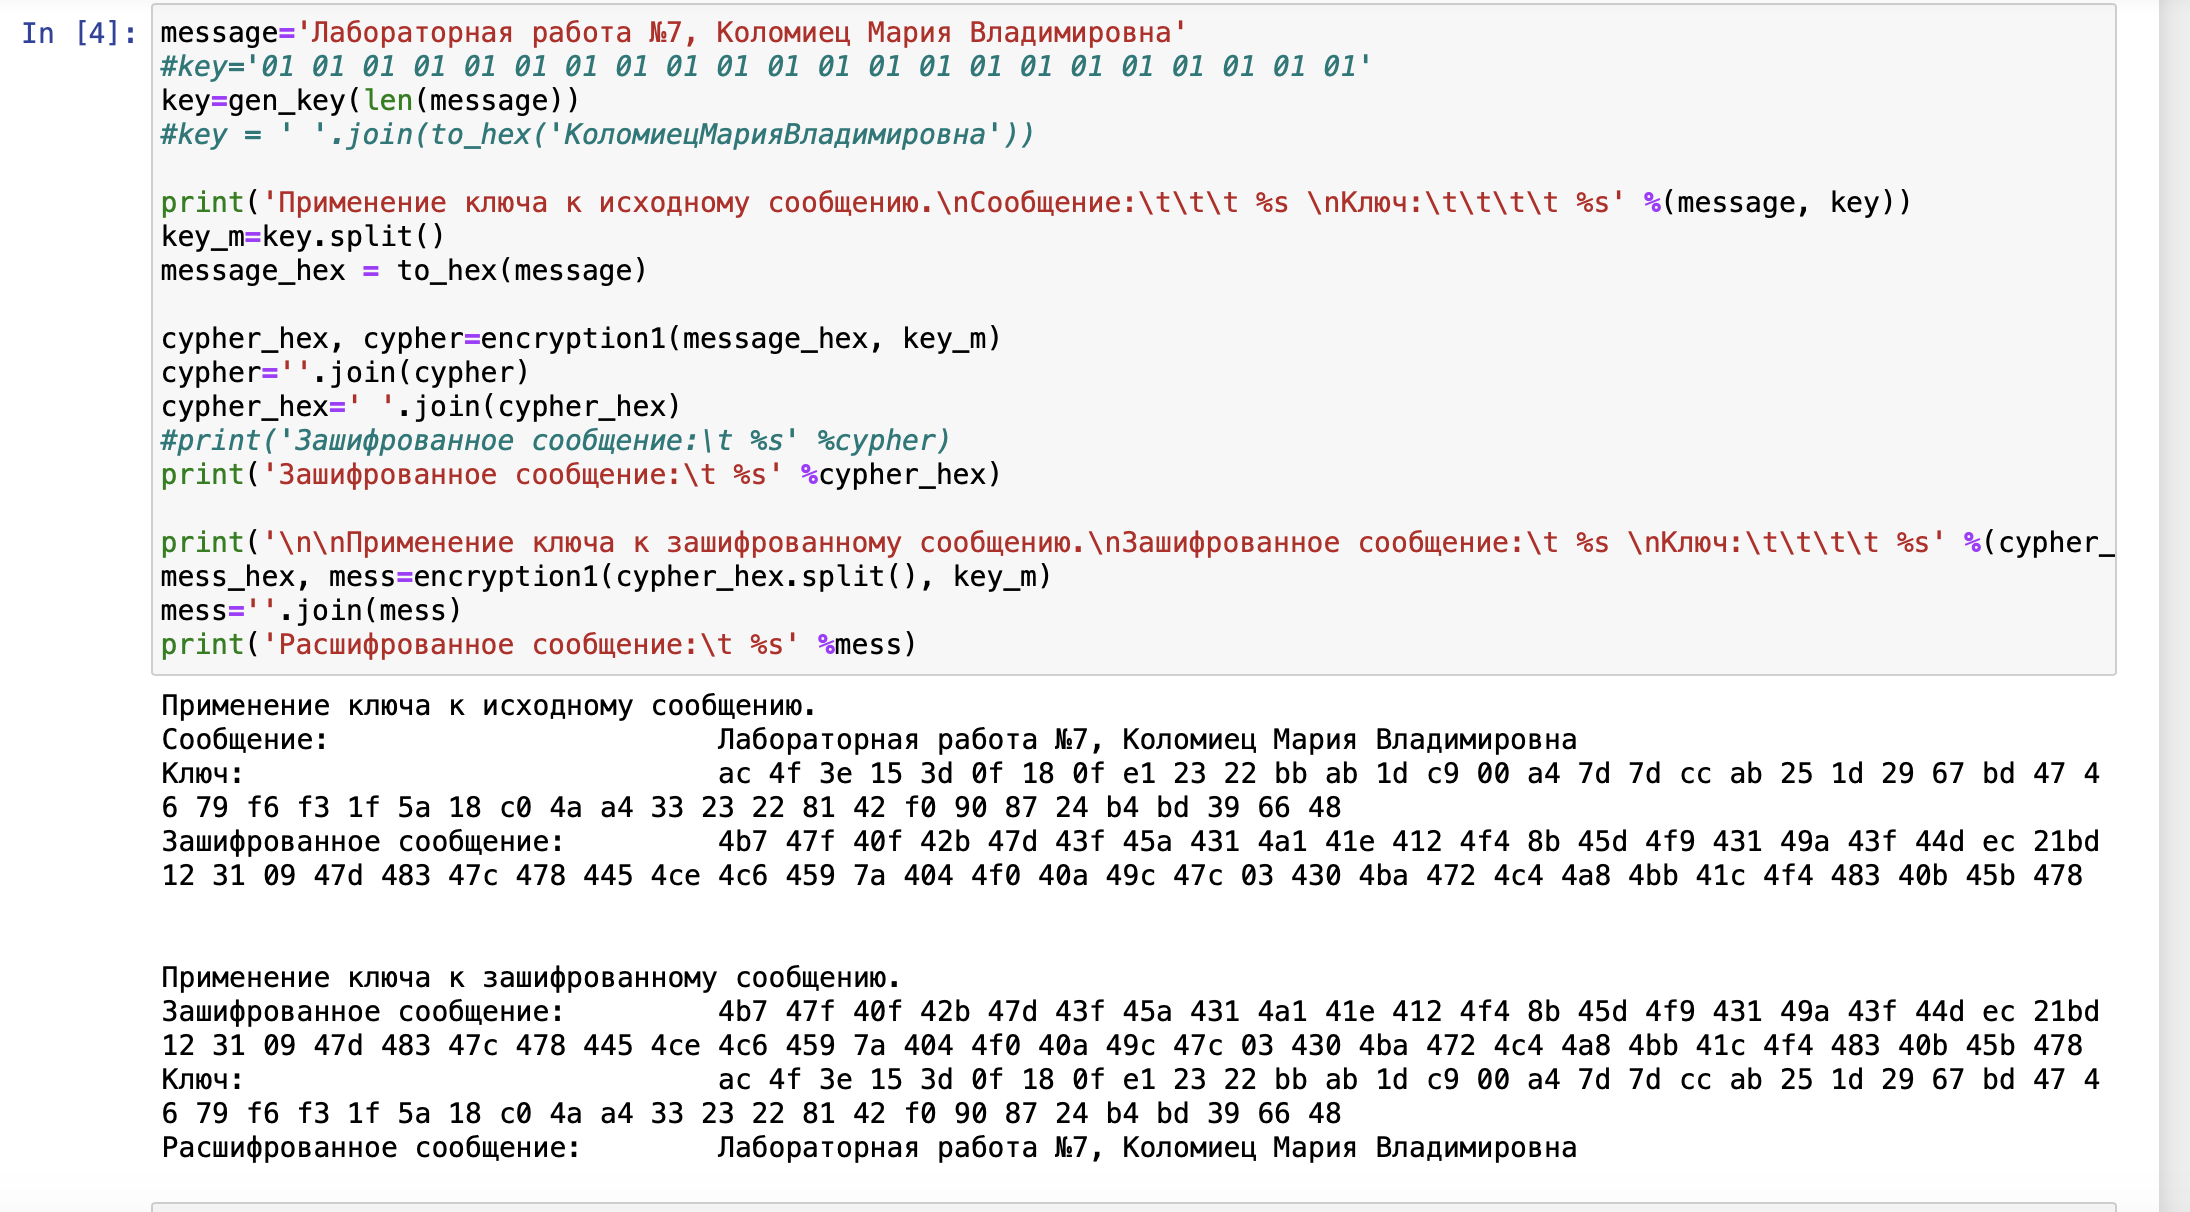 In [4]:
message='Лабораторная работа №7, Коломиец Мария Владимировна'
#key='01 01 01 01 01 01 01 01 01 01 01 01 01 01 01 01 01 01 01 01 01 01'
key=gen_key(len(message))
#key = ' '.join(to_hex('КоломиецМарияВладимировна'))
print('Применение ключа к исходному сообщению.\nСообщение:\t\t\t %s \nКлюч:\t\t\t\t %s' %(message, key))
key_m=key.split()
message_hex = to_hex(message)
cypher_hex, cypher=encryption1(message_hex, key_m)
cypher=''.join(cypher)
cypher_hex=' '.join(cypher_hex)
#print('Зашифрованное сообщение:\t %s' %cypher)
print('Зашифрованное сообщение:\t %s' %cypher_hex)
print('\n\nПрименение ключа к зашифрованному сообщению.\nЗашифрованное сообщение:\t %s \nКлюч:\t\t\t\t %s' %(cypher_
mess_hex, mess=encryption1(cypher_hex.split(), key_m)
mess=''.join(mess)
print('Расшифрованное сообщение:\t %s' %mess)
Применение ключа к исходному сообщению.
Сообщение: Лабораторная работа №7, Коломиец Мария Владимировна
Ключ: ac 4f 3e 15 3d 0f 18 0f e1 23 22 bb ab 1d c9 00 a4 7d 7d cc ab 25 1d 29 67 bd 47 4
6 79 f6 f3 1f 5a 18 c0 4a a4 33 23 22 81 42 f0 90 87 24 b4 bd 39 66 48
Зашифрованное сообщение: 4b7 47f 40f 42b 47d 43f 45a 431 4a1 41e 412 4f4 8b 45d 4f9 431 49a 43f 44d ec 21bd
12 31 09 47d 483 47c 478 445 4ce 4c6 459 7a 404 4f0 40a 49c 47c 03 430 4ba 472 4c4 4a8 4bb 41c 4f4 483 40b 45b 478
Применение ключа к зашифрованному сообщению.
Зашифрованное сообщение: 4b7 47f 40f 42b 47d 43f 45a 431 4a1 41e 412 4f4 8b 45d 4f9 431 49a 43f 44d ec 21bd
12 31 09 47d 483 47c 478 445 4ce 4c6 459 7a 404 4f0 40a 49c 47c 03 430 4ba 472 4c4 4a8 4bb 41c 4f4 483 40b 45b 478
Ключ: ac 4f 3e 15 3d 0f 18 0f e1 23 22 bb ab 1d c9 00 a4 7d 7d cc ab 25 1d 29 67 bd 47 4
6 79 f6 f3 1f 5a 18 c0 4a a4 33 23 22 81 42 f0 90 87 24 b4 bd 39 66 48
Расшифрованное сообщение: Лабораторная работа №7, Коломиец Мария Владимировна